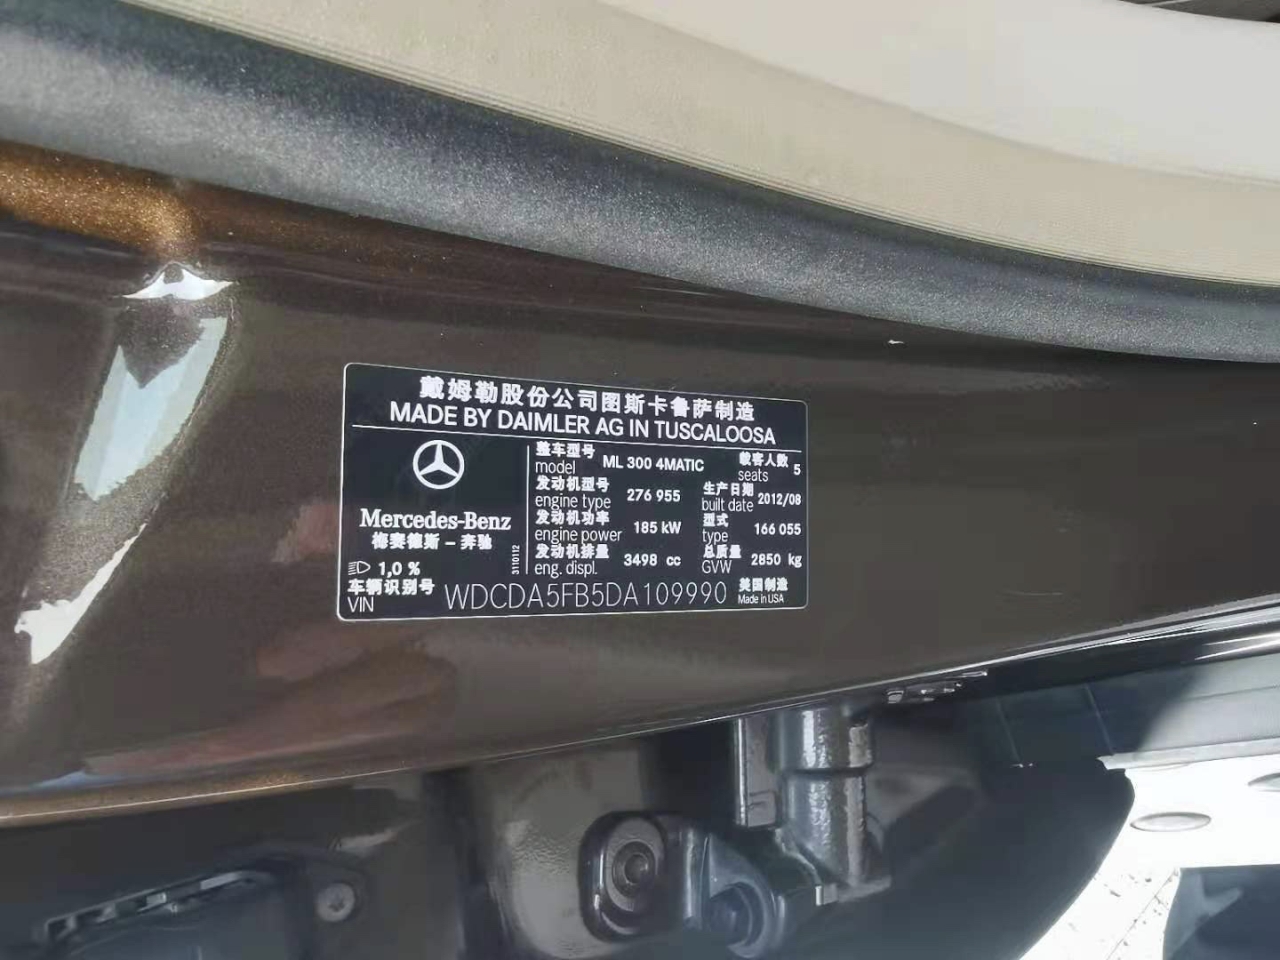 戴姆勒股份公司图斯卡鲁萨制造
MADE BY DAIMLER AG IN TUSCALOOSA
Mercedes-Benz
梅赛德斯 – 奔驰
整车型号 model ML 300 4MATIC 载客人数 seats 5
发动机型号 engine type 276 955 生产日期 built date 2012/08
发动机功率 engine power 185 kW 型式 type 166 055
发动机排量 eng. displ. 3498 cc 总质量 GVW 2850 kg
3110112
1,0 %
车辆识别号 VIN WDCDA5FB5DA109990 美国制造 Made in USA